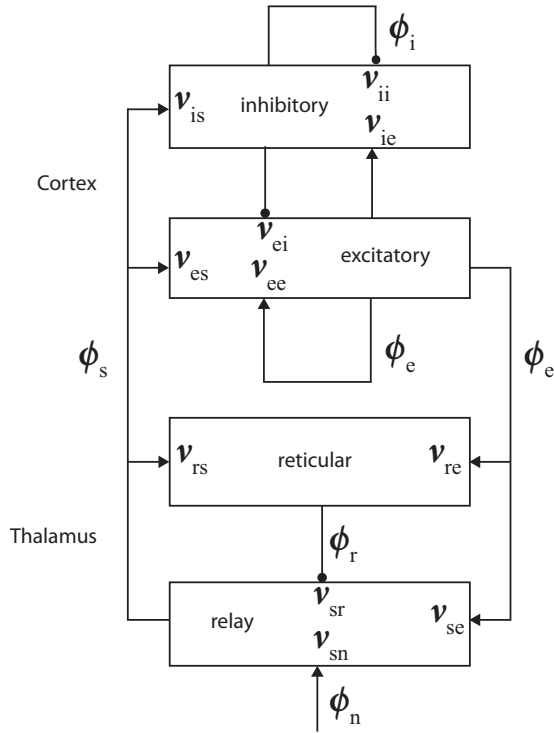 ϕi
νii
νis inhibitory
νie
Cortex
νei
νes excitatory
νee
ϕs
ϕe
ϕe
νrs reticular νre
Thalamus
ϕr
νsr
relay νse
νsn
ϕn